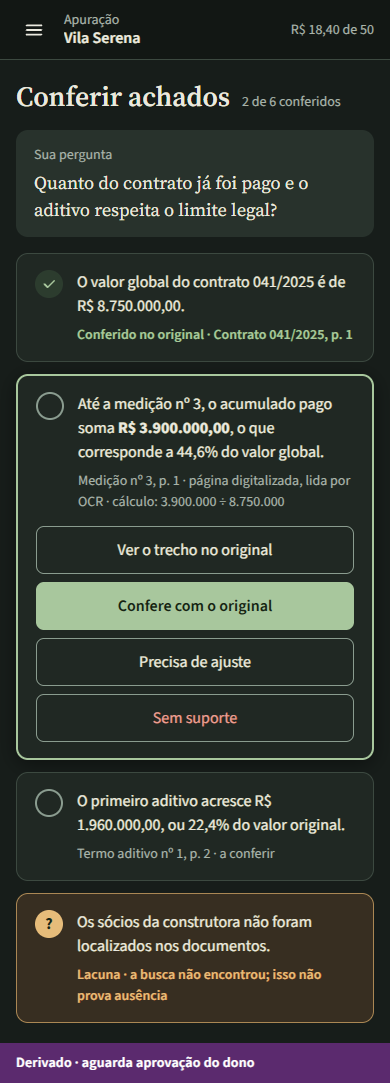 Apuração
Vila Serena
R$ 18,40 de 50
Conferir achados
2 de 6 conferidos
Sua pergunta
Quanto do contrato já foi pago e o
aditivo respeita o limite legal?
O valor global do contrato 041/2025 é de
R$ 8.750.000,00.
Conferido no original · Contrato 041/2025, p. 1
Até a medição nº 3, o acumulado pago
soma R$ 3.900.000,00, o que
corresponde a 44,6% do valor global.
Medição nº 3, p. 1 · página digitalizada, lida por
OCR · cálculo: 3.900.000 ÷ 8.750.000
Ver o trecho no original
Confere com o original
Precisa de ajuste
Sem suporte
O primeiro aditivo acresce R$
1.960.000,00, ou 22,4% do valor original.
Termo aditivo nº 1, p. 2 · a conferir
?
Os sócios da construtora não foram
localizados nos documentos.
Lacuna · a busca não encontrou; isso não
prova ausência
Derivado · aguarda aprovação do dono